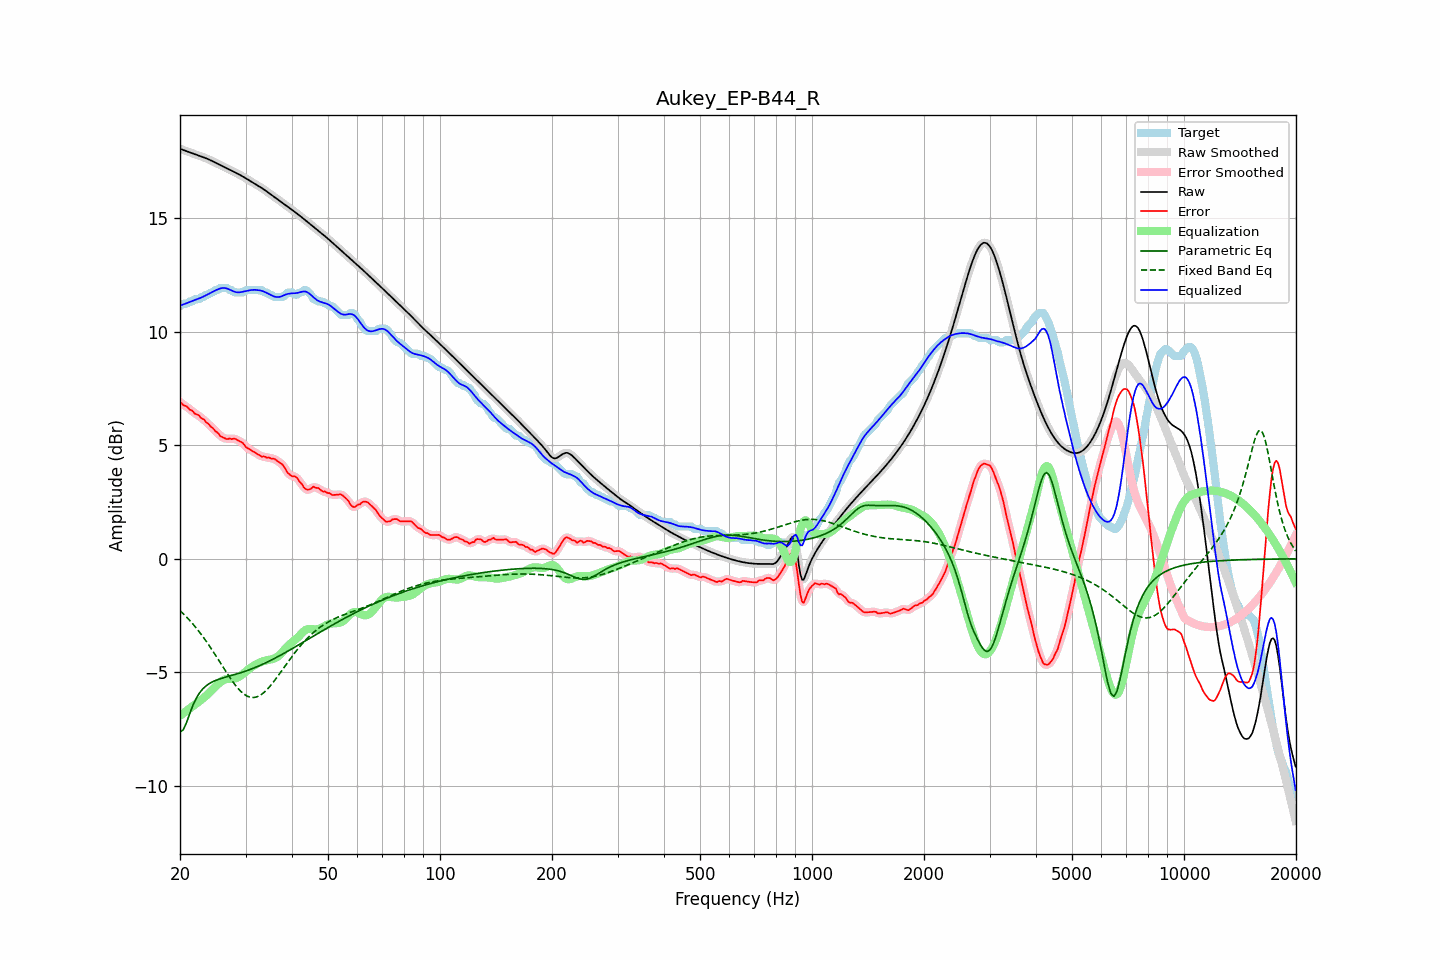 Aukey_EP-B44_R
Target
Raw Smoothed
Error Smoothed
Raw
Error
Equalization
Parametric Eq
Fixed Band Eq
Equalized
Amplitude (dBr)
15
10
5
0
−5
−10
20
50
100
200
500
1000
2000
5000
10000
20000
Frequency (Hz)